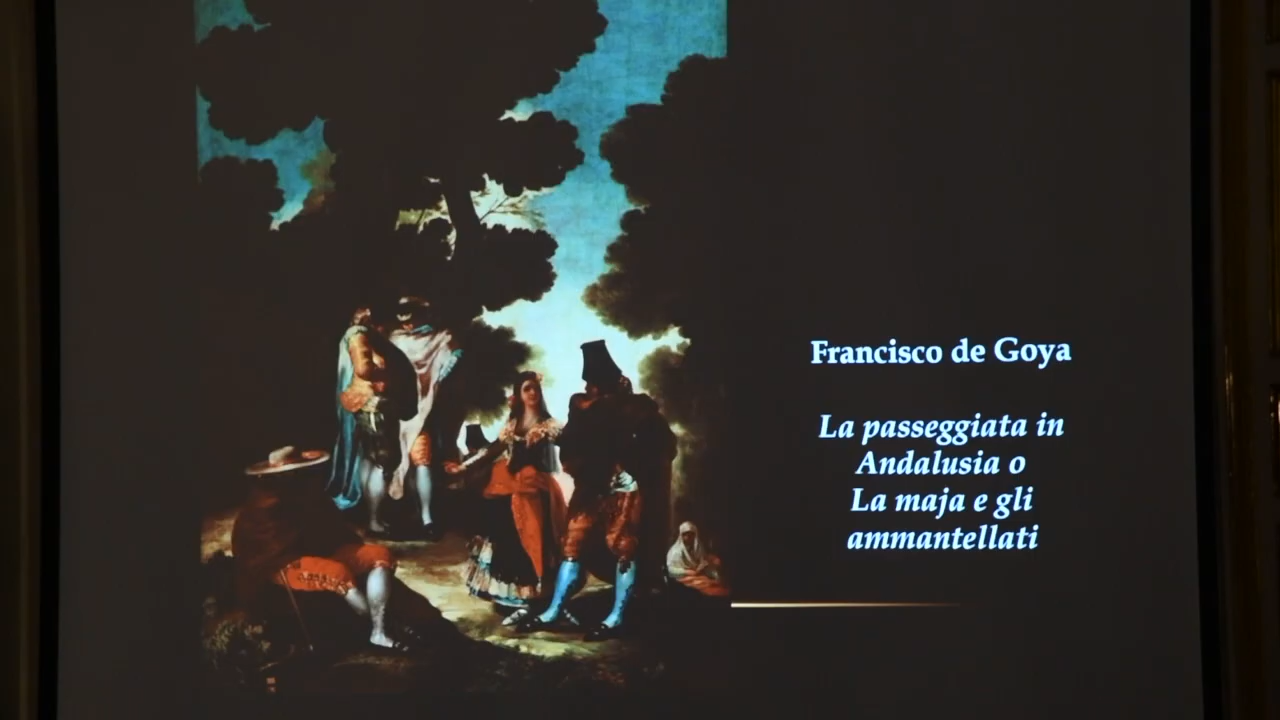 Francisco de Goya
La passeggiata in
Andalusia o
La maja e gli
ammantellati